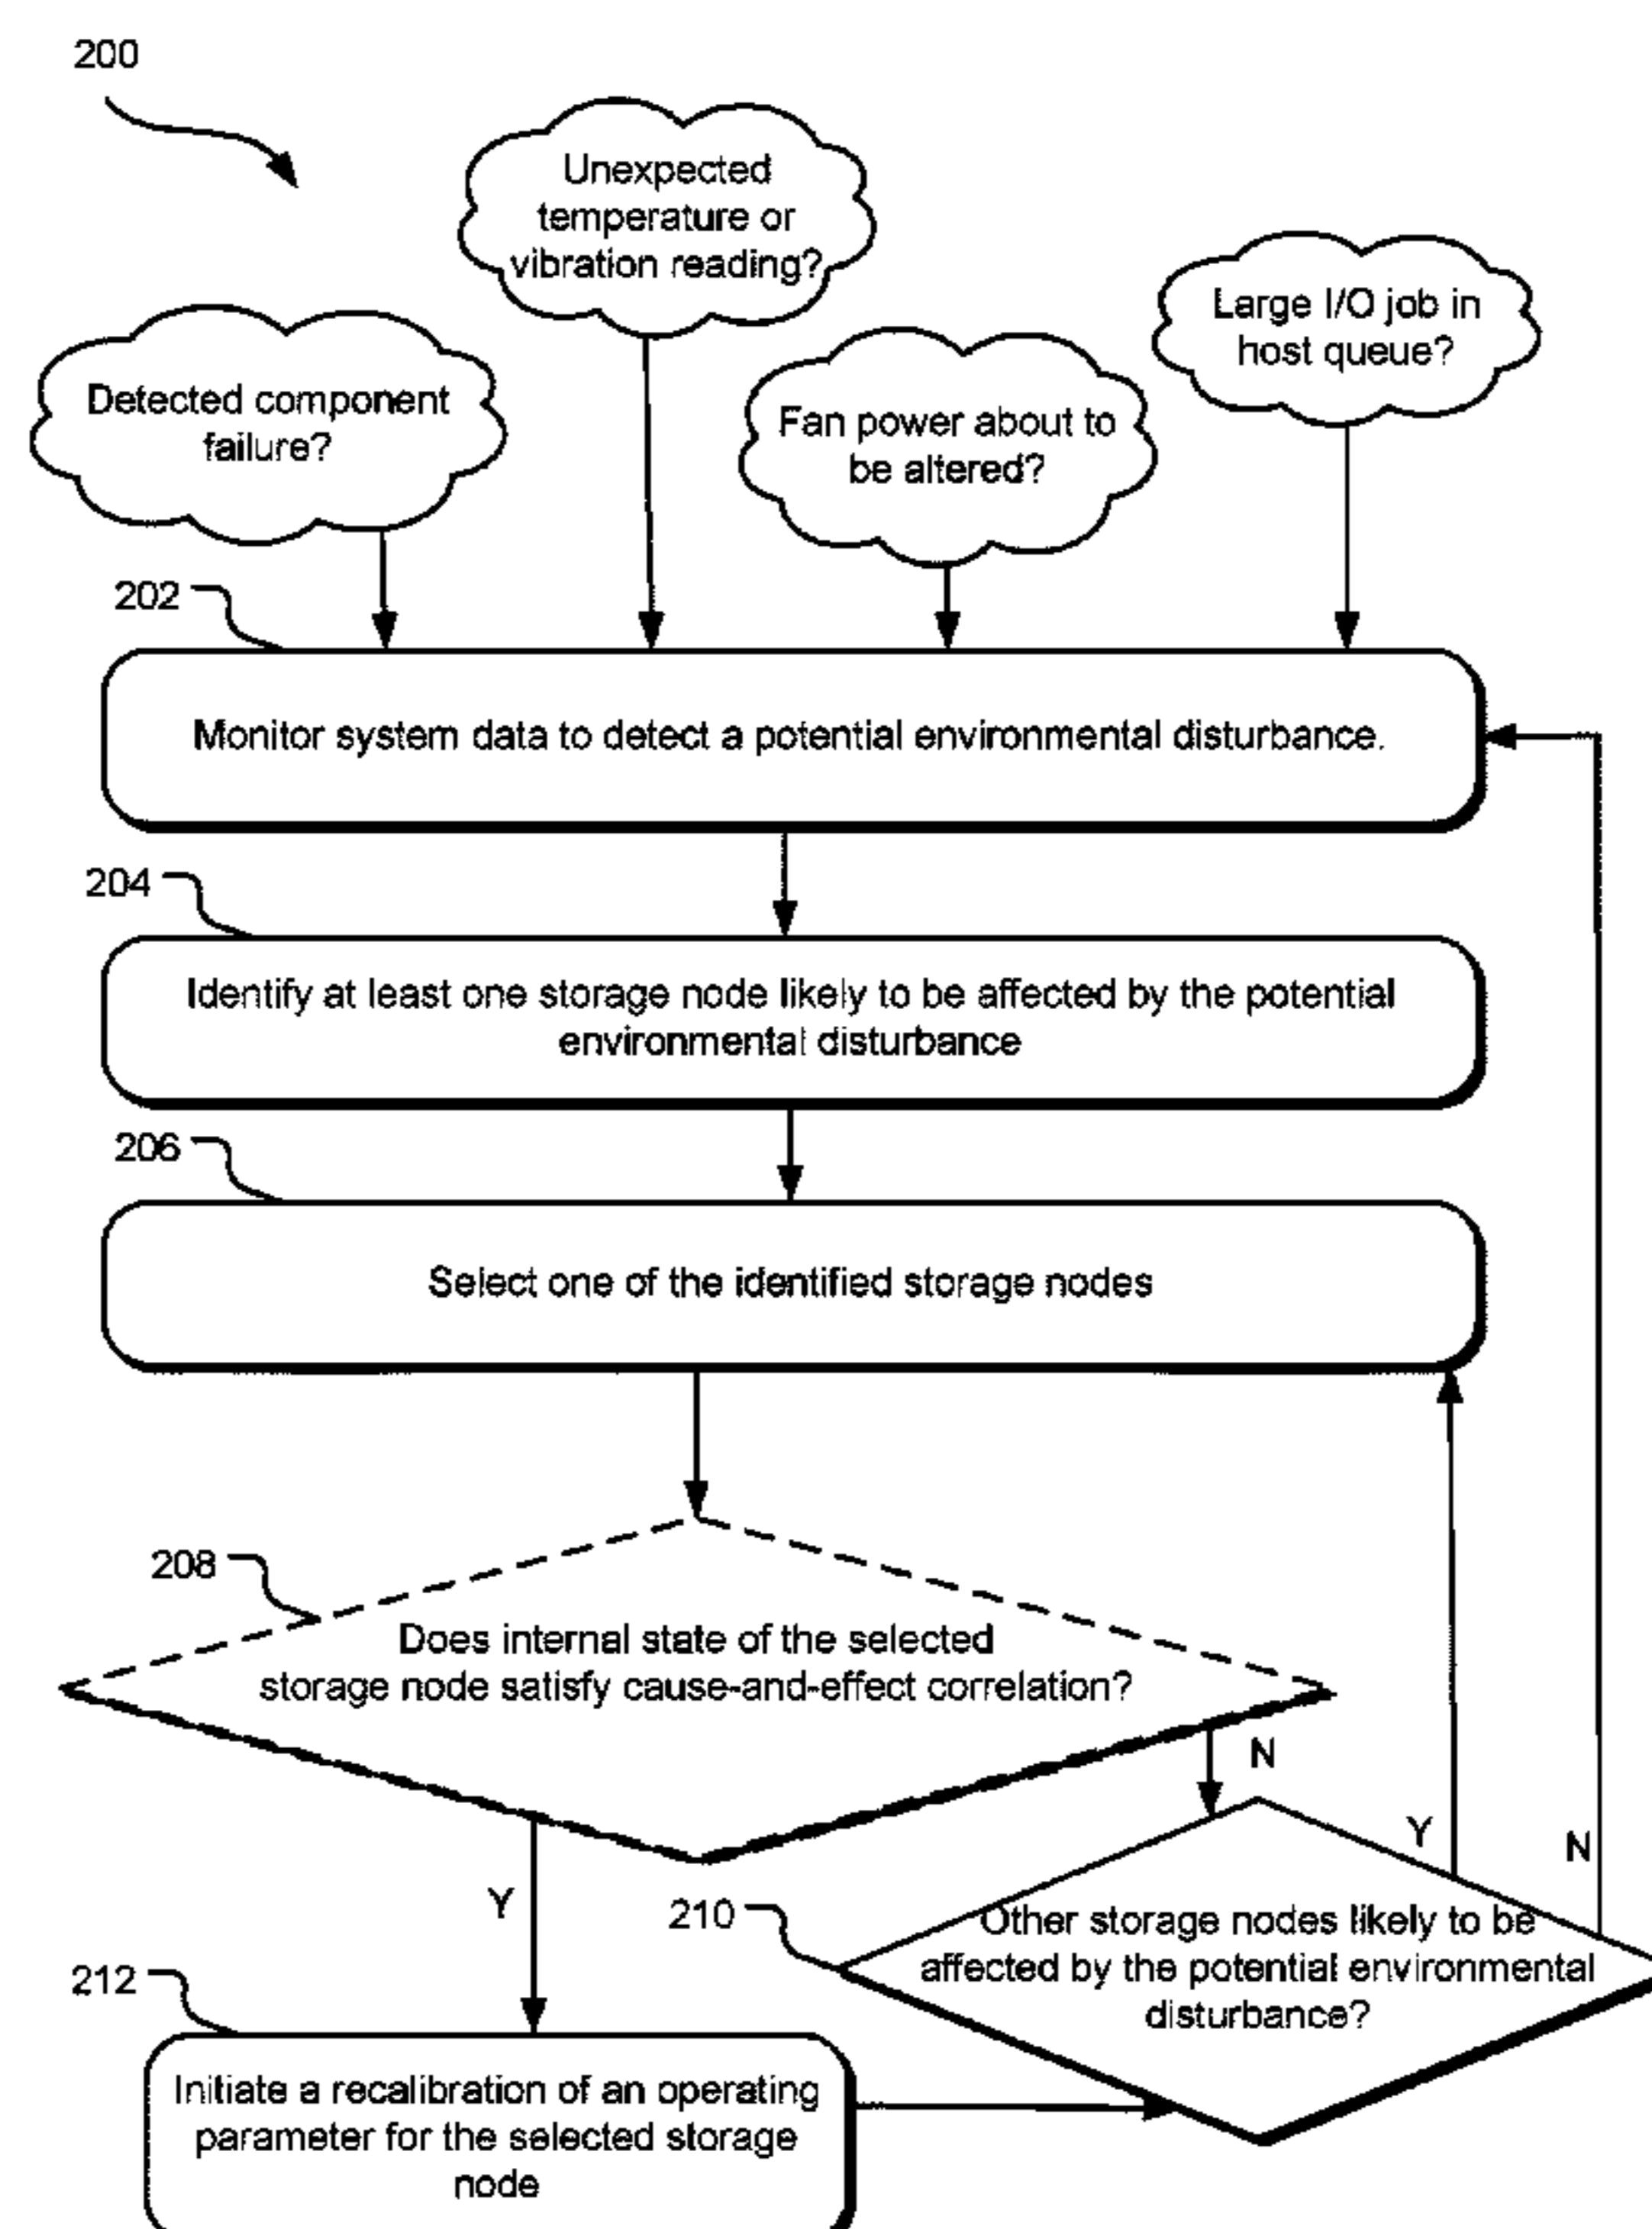 200
Unexpected
temperature or
vibration reading?
Large I/O job in
host queue?
Detected component
failure?
Fan power about to
be altered?
202
Monitor system data to detect a potential environmental disturbance.
204
Identify at least one storage node likely to be affected by the potential
environmental disturbance
206
Select one of the identified storage nodes
208
Does internal state of the selected
storage node satisfy cause-and-effect correlation?
N
Y
N
Y
210
Other storage nodes likely to be
affected by the potential environmental
disturbance?
212
Initiate a recalibration of an operating
parameter for the selected storage
node